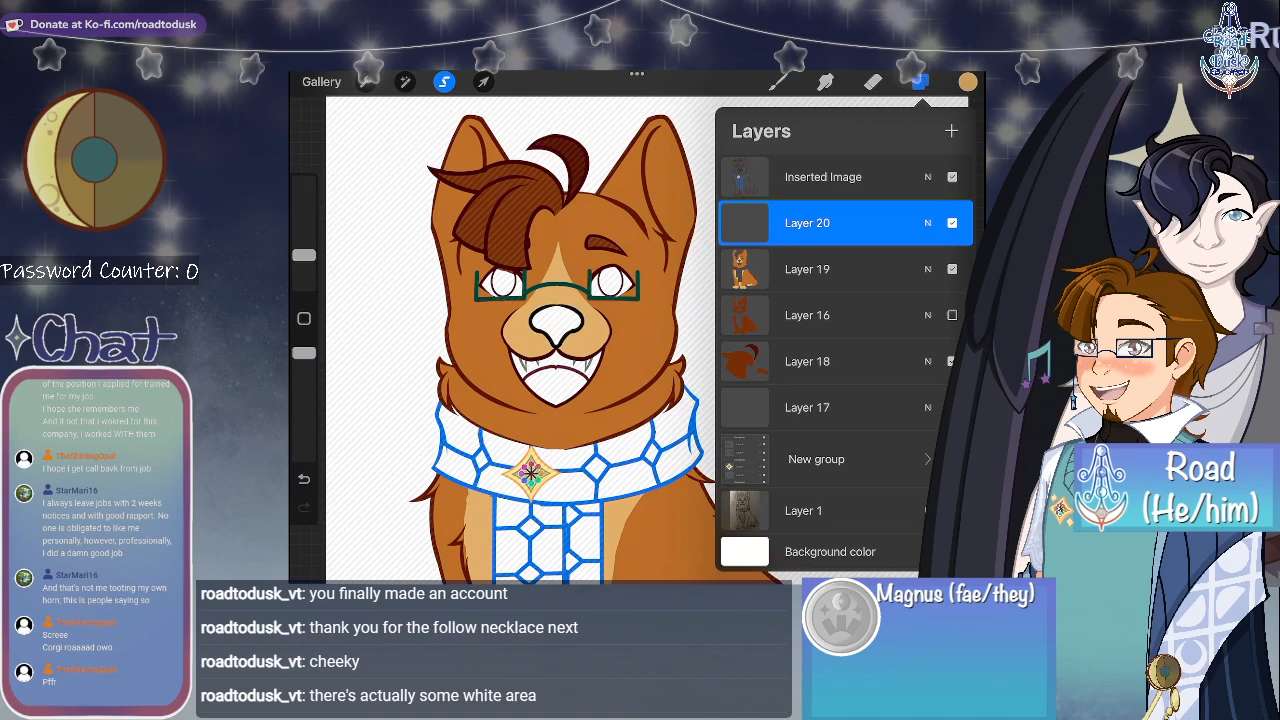 Donate at Ko-fi.com/roadtodusk
Password Counter: 0
Chat
of the position I applied for trained
me for my job
I hope she remembers me
And it not that I wokred for this
company, I worked WITH them
TheShiningOpal
I hope i get call bavk from job
StarMari16
I always leave jobs with 2 weeks
notices and with good rapport. No
one is obligated to like me
personally, however, professionally,
I did a damn good job
StarMari16
And that's not me tooting my own
horn; this is people saying so
Screee
Corgi roaaaad owo
Pffr
Gallery
Layers
Inserted Image N
Layer 20 N
Layer 19 N
Layer 16 N
Layer 18 N
Layer 17 N
New group
Layer 1
Background color
roadtodusk_vt: you finally made an account
roadtodusk_vt: thank you for the follow necklace next
roadtodusk_vt: cheeky
roadtodusk_vt: there's actually some white area
Road
(He/him)
Magnus (fae/they)